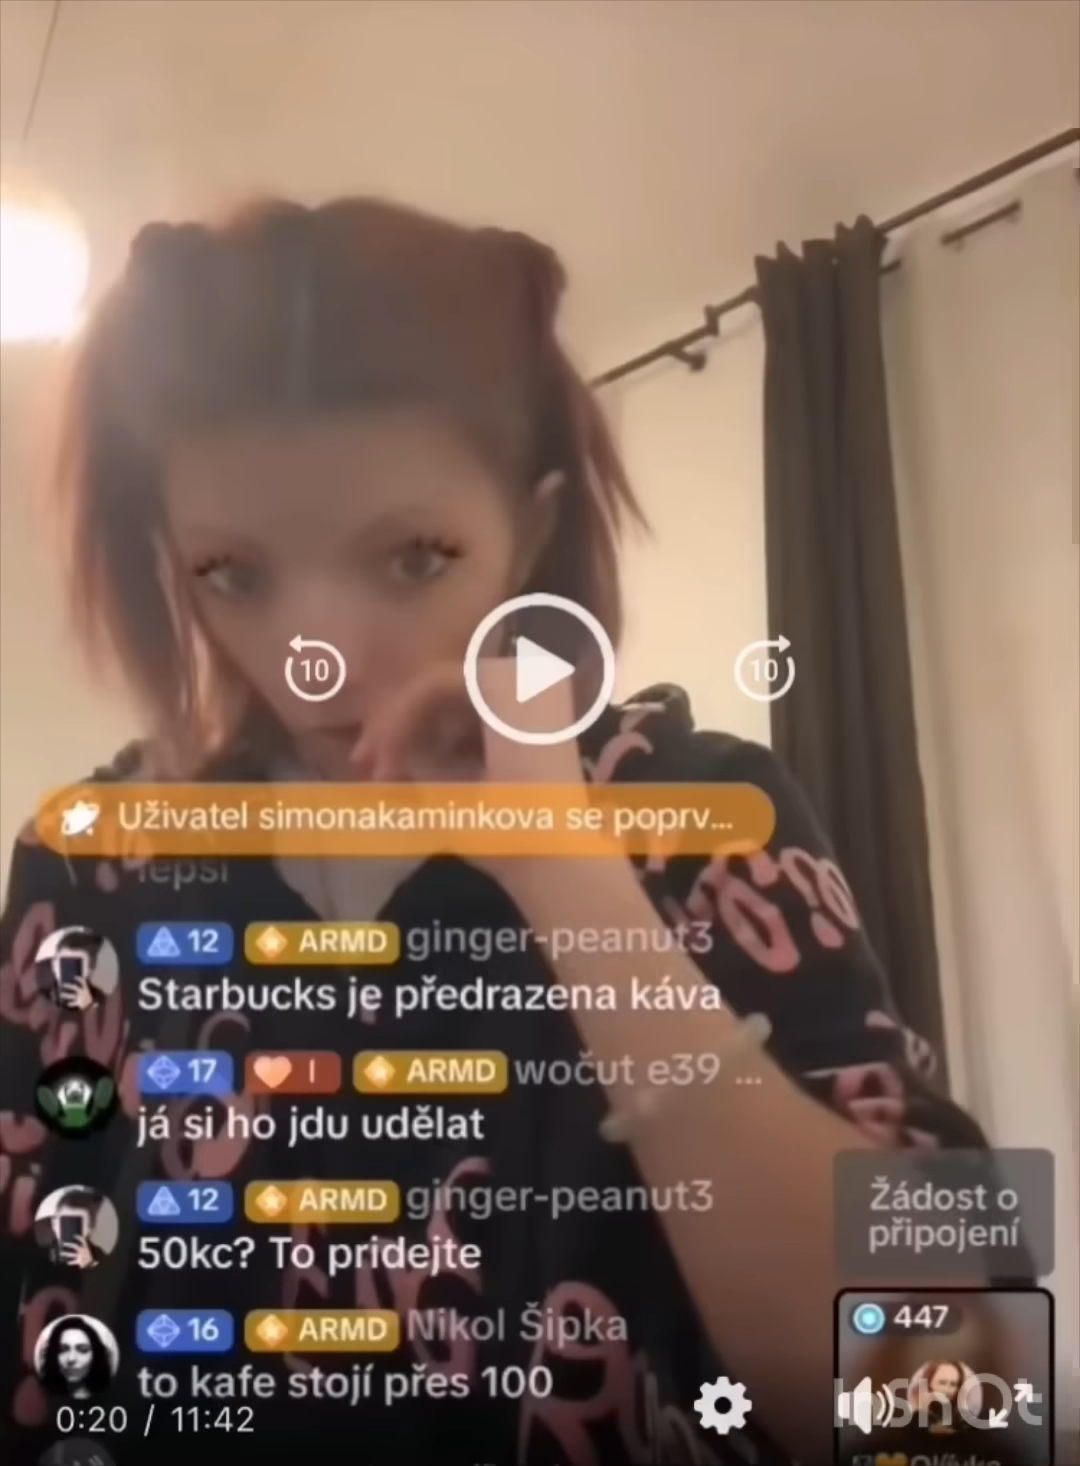 10
10
Uživatel simonakaminkova se poprv...
lepsi
12 ARMD ginger-peanut3
Starbucks je předrazena káva
17 I ARMD wočut e39 ...
já si ho jdu udělat
12 ARMD ginger-peanut3
50kc? To pridejte
Žádost o
připojení
16 ARMD Nikol Šipka
to kafe stojí přes 100
447
0:20 / 11:42
InShOt